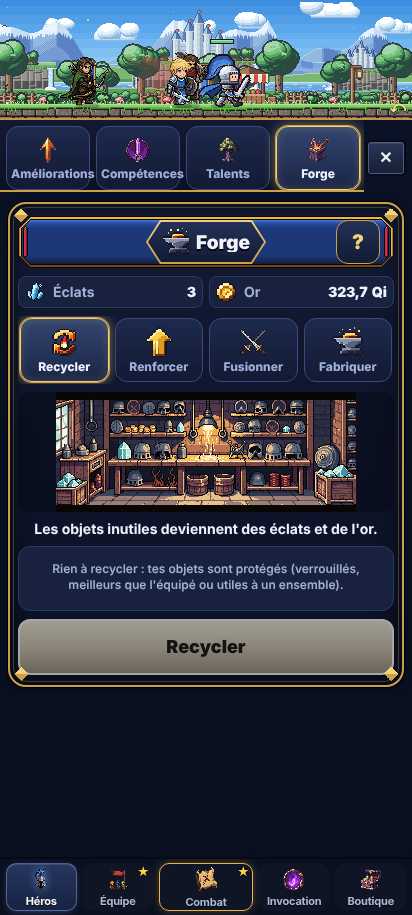 Améliorations
Compétences
Talents
Forge
×
Forge
?
Éclats
3
Or
323,7 Qi
Recycler
Renforcer
Fusionner
Fabriquer
Les objets inutiles deviennent des éclats et de l'or.
Rien à recycler : tes objets sont protégés (verrouillés,
meilleurs que l'équipé ou utiles à un ensemble).
Recycler
Héros
Équipe
Combat
Invocation
Boutique